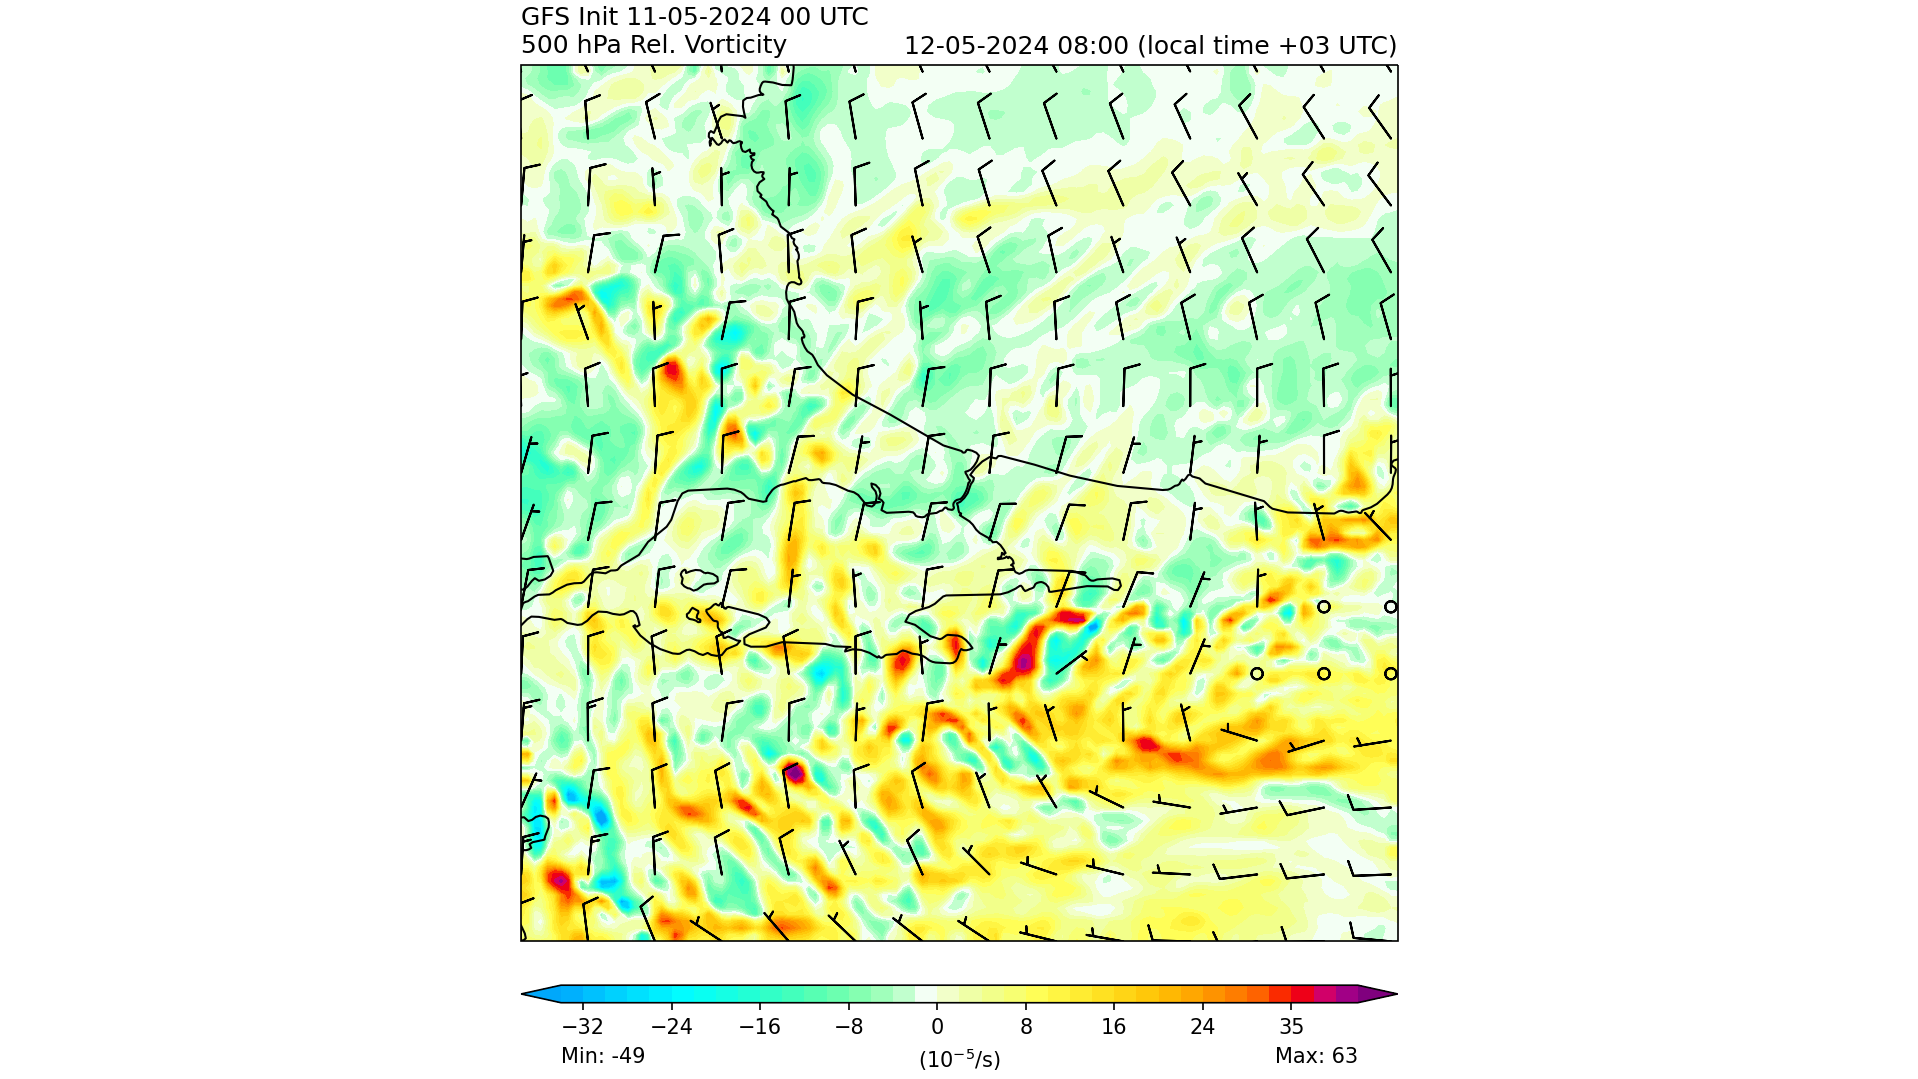 GFS Init 11-05-2024 00 UTC
500 hPa Rel. Vorticity
12-05-2024 08:00 (local time +03 UTC)
−32 −24 −16 −8 0 8 16 24 35
Min: -49 (10⁻⁵/s) Max: 63